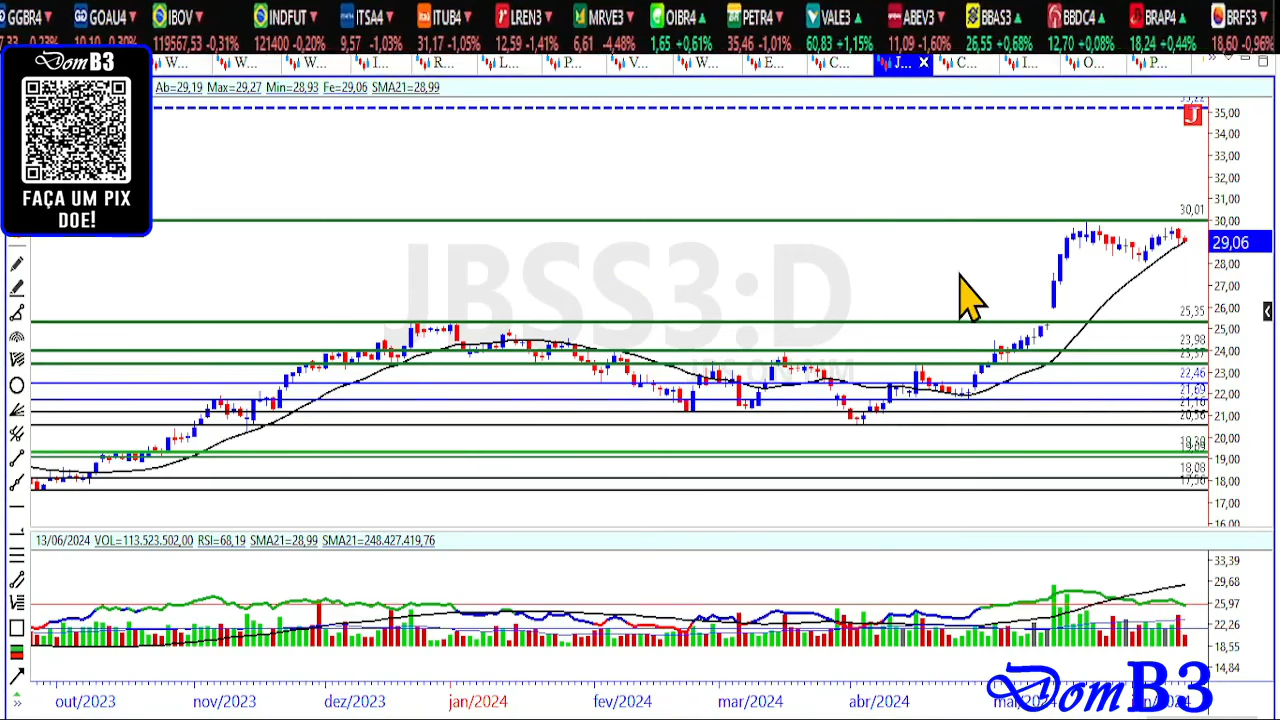 GGBR4 GOAU4 IBOV INDFUT ITSA4 ITUB4 LREN3 MRVE3 OIBR4 PETR4 VALE3 ABEV3 BBAS3 BBDC4 BRAP4 BRFS3
-0,23% -0,30% 119567,53 -0,31% 121400 -0,20% 9,57 -1,03% 31,17 -1,05% 12,59 -1,41% 6,61 -4,48% 1,65 +0,61% 35,46 -1,01% 60,83 +1,15% 11,09 -1,60% 26,55 +0,68% 12,70 +0,08% 18,24 +0,44% 18,60 -0,96%
W... W... W... I... R... L... P... V... W... E... C... J... X C... I... O... P...
DomB3
FAÇA UM PIX
DOE!
Ab=29,19 Max=29,27 Min=28,93 Fe=29,06 SMA21=28,99
J
JBSS3:D
35,00
34,00
33,00
32,00
31,00
30,01
30,00
29,06
28,00
27,00
26,00
25,35
25,00
23,98
24,00
23,37
23,00
22,46
22,00
21,69
21,18
21,00
20,56
20,00
19,00
18,08
18,00
17,00
16,00
13/06/2024 VOL=113.523.502,00 RSI=68,19 SMA21=28,99 SMA21=248.427.419,76
33,39
29,68
25,97
22,26
18,55
14,84
out/2023 nov/2023 dez/2023 jan/2024 fev/2024 mar/2024 abr/2024
DomB3